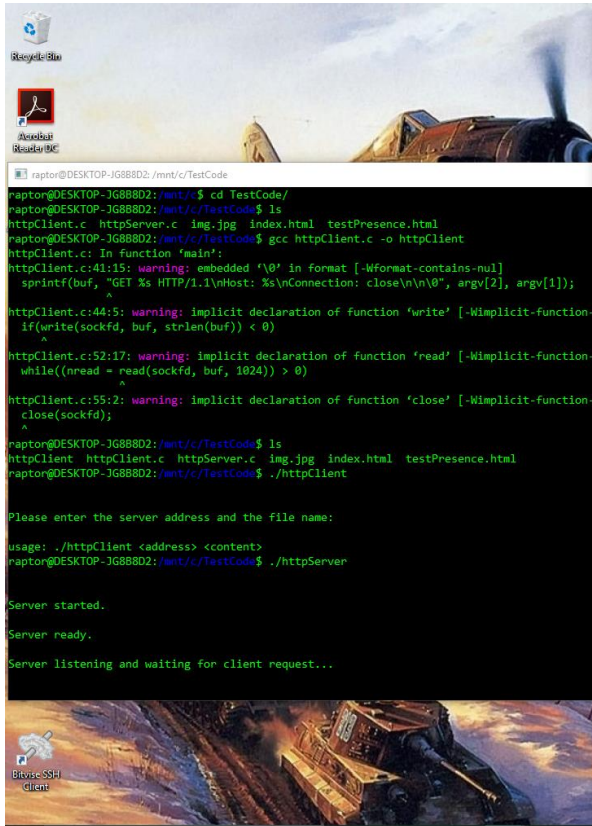 Recycle Bin
Acrobat
Reader DC
raptor@DESKTOP-JG8B8D2: /mnt/c/TestCode
raptor@DESKTOP-JG8B8D2:/mnt/c$ cd TestCode/
raptor@DESKTOP-JG8B8D2:/mnt/c/TestCode$ ls
httpClient.c  httpServer.c  img.jpg  index.html  testPresence.html
raptor@DESKTOP-JG8B8D2:/mnt/c/TestCode$ gcc httpClient.c -o httpClient
httpClient.c: In function ‘main’:
httpClient.c:41:15: warning: embedded ‘\0’ in format [-Wformat-contains-nul]
  sprintf(buf, "GET %s HTTP/1.1\nHost: %s\nConnection: close\n\n\0", argv[2], argv[1]);
               ^
httpClient.c:44:5: warning: implicit declaration of function ‘write’ [-Wimplicit-function-
  if(write(sockfd, buf, strlen(buf)) < 0)
     ^
httpClient.c:52:17: warning: implicit declaration of function ‘read’ [-Wimplicit-function-
  while((nread = read(sockfd, buf, 1024)) > 0)
                 ^
httpClient.c:55:2: warning: implicit declaration of function ‘close’ [-Wimplicit-function-
  close(sockfd);
  ^
raptor@DESKTOP-JG8B8D2:/mnt/c/TestCode$ ls
httpClient  httpClient.c  httpServer.c  img.jpg  index.html  testPresence.html
raptor@DESKTOP-JG8B8D2:/mnt/c/TestCode$ ./httpClient
Please enter the server address and the file name:
usage: ./httpClient <address> <content>
raptor@DESKTOP-JG8B8D2:/mnt/c/TestCode$ ./httpServer
Server started.
Server ready.
Server listening and waiting for client request...
Bitvise SSH
Client